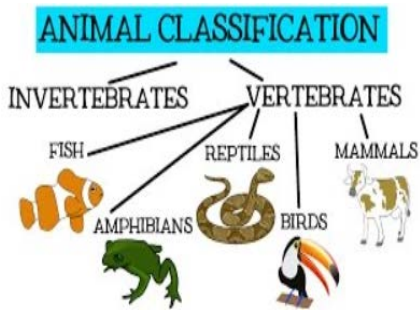 ANIMAL CLASSIFICATION
INVERTEBRATES
VERTEBRATES
FISH
REPTILES
MAMMALS
AMPHIBIANS
BIRDS